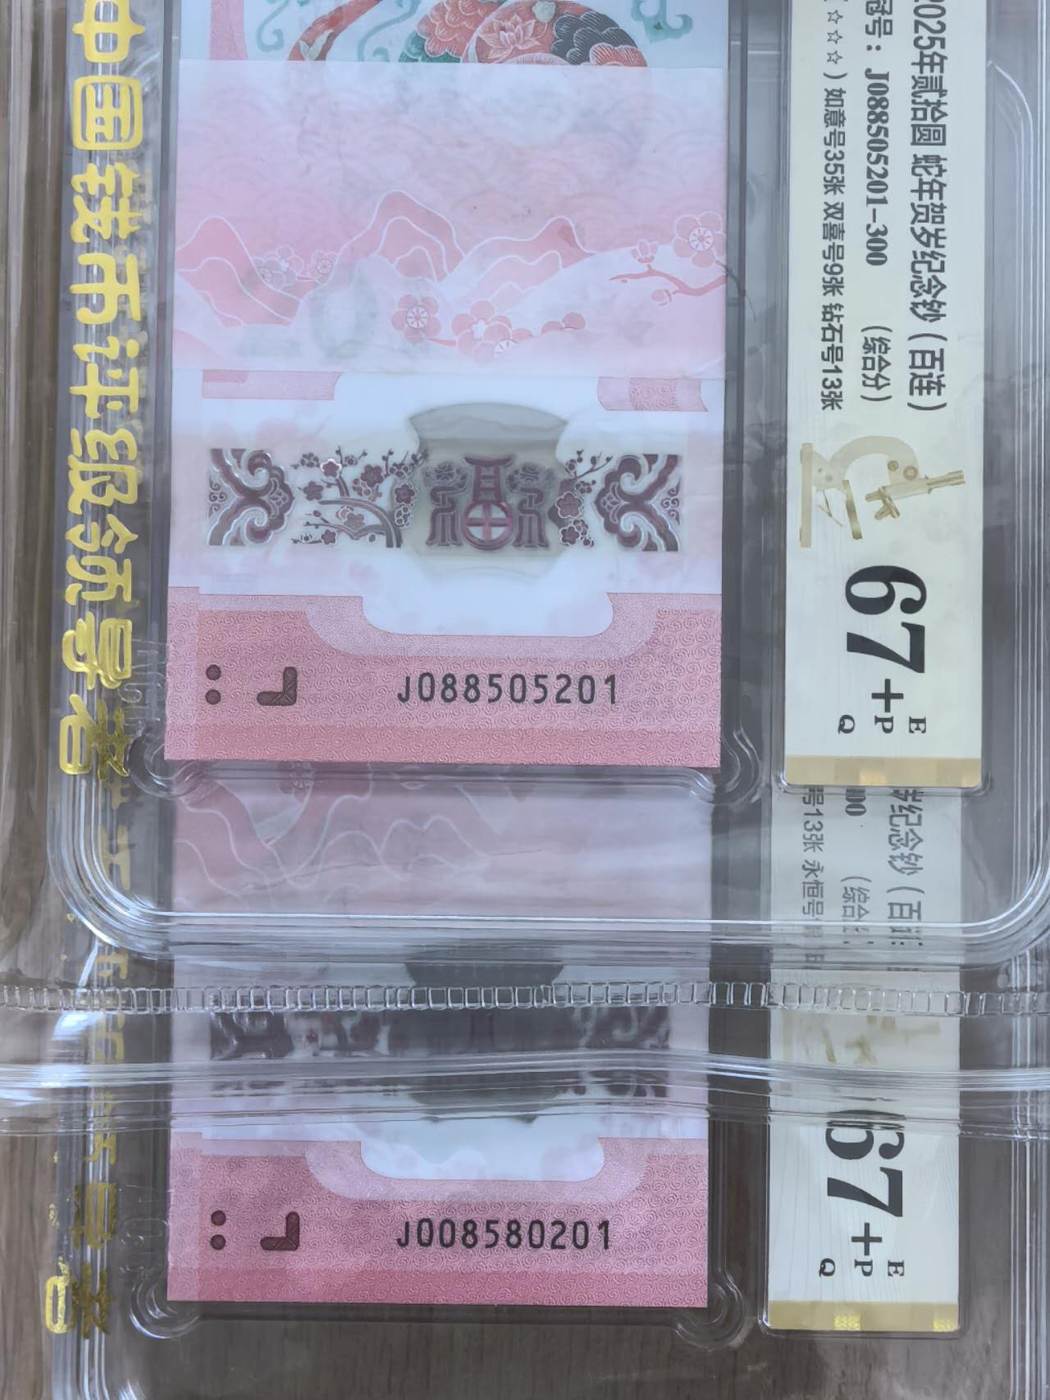 中国钱币评级领导者
2025年贰拾圆 蛇年贺岁纪念钞（百连）
冠号：J088505201-300 （综合分）
☆☆☆）如意号35张 双喜号9张 钻石号13张
67+
E
P
Q
J088505201
岁纪念钞（百连
00 （综合
号13张 永恒号
67+
E
P
Q
J008580201